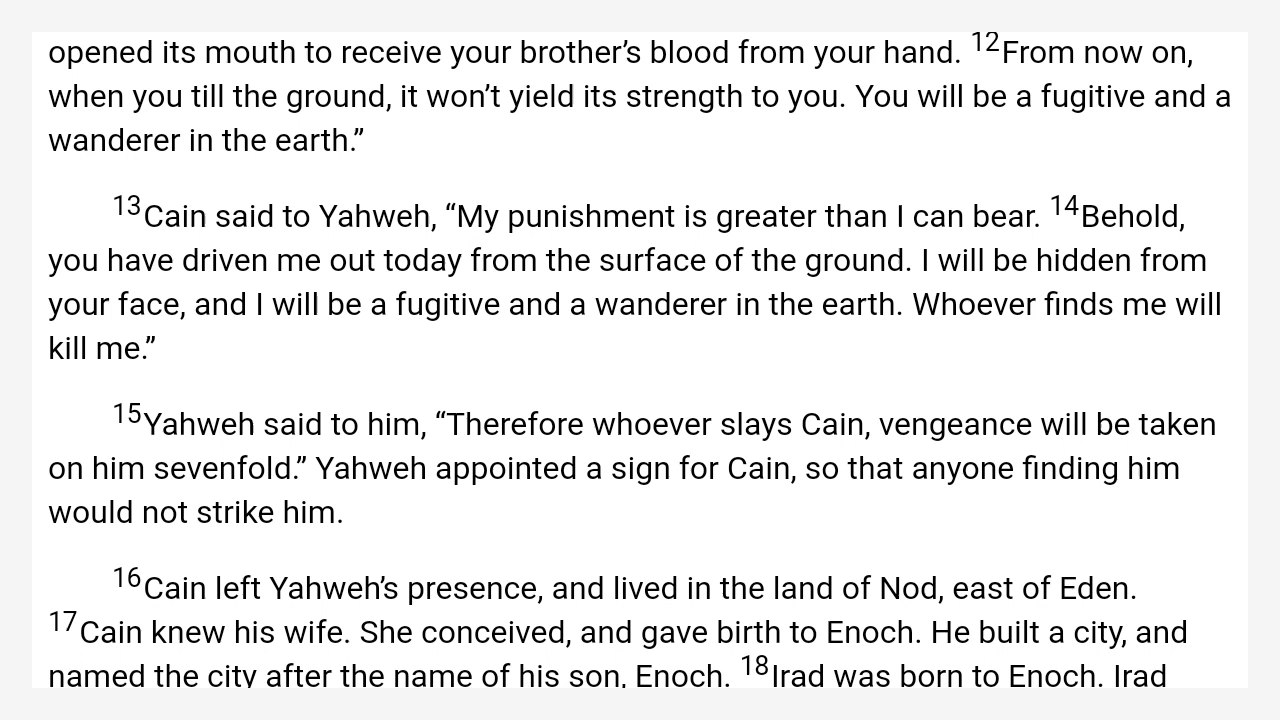 opened its mouth to receive your brother’s blood from your hand. 12From now on,
when you till the ground, it won’t yield its strength to you. You will be a fugitive and a
wanderer in the earth.”
13Cain said to Yahweh, “My punishment is greater than I can bear. 14Behold,
you have driven me out today from the surface of the ground. I will be hidden from
your face, and I will be a fugitive and a wanderer in the earth. Whoever finds me will
kill me.”
15Yahweh said to him, “Therefore whoever slays Cain, vengeance will be taken
on him sevenfold.” Yahweh appointed a sign for Cain, so that anyone finding him
would not strike him.
16Cain left Yahweh’s presence, and lived in the land of Nod, east of Eden.
17Cain knew his wife. She conceived, and gave birth to Enoch. He built a city, and
named the city after the name of his son, Enoch. 18Irad was born to Enoch. Irad